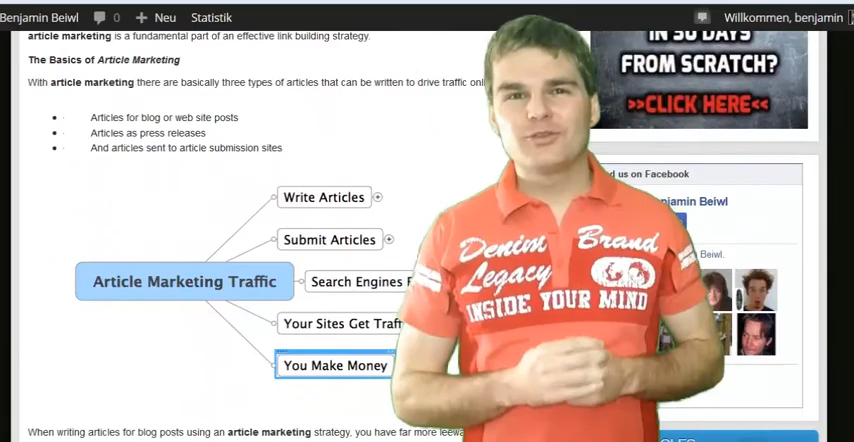 Benjamin Beiwl 0 Neu Statistik Willkommen, benjamin
article marketing is a fundamental part of an effective link building strategy.
The Basics of Article Marketing
With article marketing there are basically three types of articles that can be written to drive traffic
Articles for blog or web site posts
Articles as press releases
And articles sent to article submission sites
Write Articles
Submit Articles
Article Marketing Traffic
Search Engines
Your Sites Get
You Make Money
When writing articles for blog posts using an article marketing strategy, you have far more
IN 30 DAYS
FROM SCRATCH?
>>CLICK HERE<<
us on Facebook
Beiwl
Beiwl.
Denim Brand
Legacy
INSIDE YOUR MIND